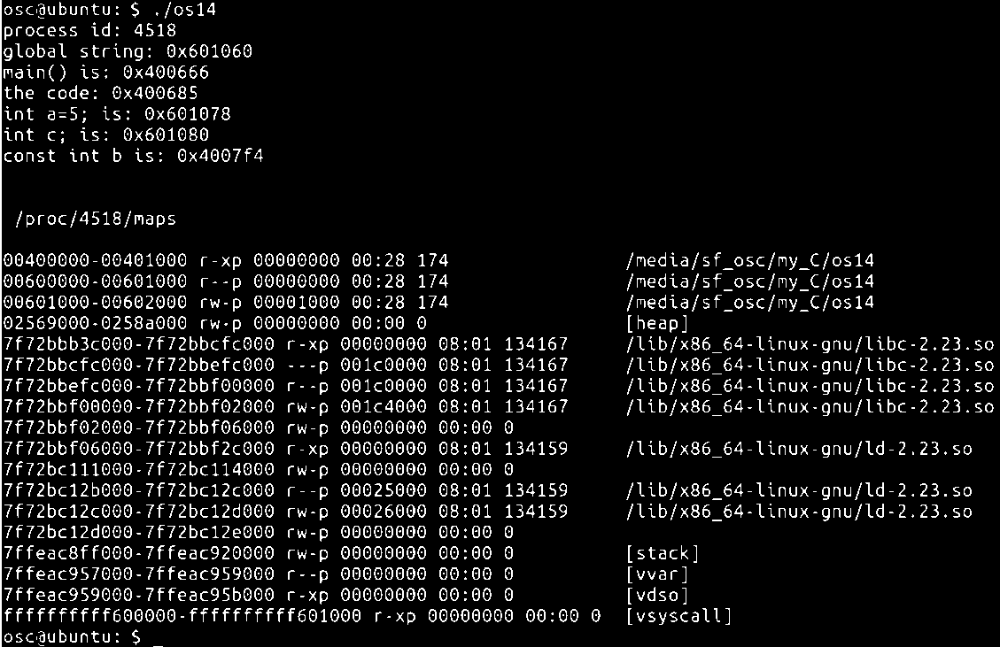 osc@ubuntu: $ ./os14
process id: 4518
global string: 0x601060
main() is: 0x400666
the code: 0x400685
int a=5; is: 0x601078
int c; is: 0x601080
const int b is: 0x4007f4
/proc/4518/maps
00400000-00401000 r-xp 00000000 00:28 174 /media/sf_osc/my_C/os14
00600000-00601000 r--p 00000000 00:28 174 /media/sf_osc/my_C/os14
00601000-00602000 rw-p 00001000 00:28 174 /media/sf_osc/my_C/os14
02569000-0258a000 rw-p 00000000 00:00 0 [heap]
7f72bbb3c000-7f72bbcfc000 r-xp 00000000 08:01 134167 /lib/x86_64-linux-gnu/libc-2.23.so
7f72bbcfc000-7f72bbefc000 ---p 001c0000 08:01 134167 /lib/x86_64-linux-gnu/libc-2.23.so
7f72bbefc000-7f72bbf00000 r--p 001c0000 08:01 134167 /lib/x86_64-linux-gnu/libc-2.23.so
7f72bbf00000-7f72bbf02000 rw-p 001c4000 08:01 134167 /lib/x86_64-linux-gnu/libc-2.23.so
7f72bbf02000-7f72bbf06000 rw-p 00000000 00:00 0
7f72bbf06000-7f72bbf2c000 r-xp 00000000 08:01 134159 /lib/x86_64-linux-gnu/ld-2.23.so
7f72bc111000-7f72bc114000 rw-p 00000000 00:00 0
7f72bc12b000-7f72bc12c000 r--p 00025000 08:01 134159 /lib/x86_64-linux-gnu/ld-2.23.so
7f72bc12c000-7f72bc12d000 rw-p 00026000 08:01 134159 /lib/x86_64-linux-gnu/ld-2.23.so
7f72bc12d000-7f72bc12e000 rw-p 00000000 00:00 0
7ffeac8ff000-7ffeac920000 rw-p 00000000 00:00 0 [stack]
7ffeac957000-7ffeac959000 r--p 00000000 00:00 0 [vvar]
7ffeac959000-7ffeac95b000 r-xp 00000000 00:00 0 [vdso]
ffffffffff600000-ffffffffff601000 r-xp 00000000 00:00 0 [vsyscall]
osc@ubuntu: $ _